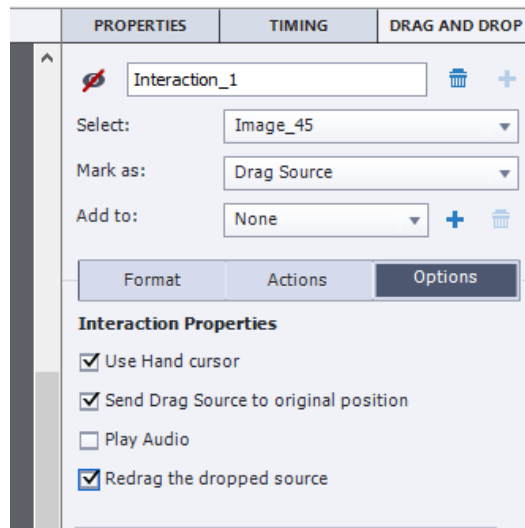 PROPERTIES TIMING DRAG AND DROP
Interaction_1
Select: Image_45
Mark as: Drag Source
Add to: None
Format Actions Options
Interaction Properties
Use Hand cursor
Send Drag Source to original position
Play Audio
Redrag the dropped source